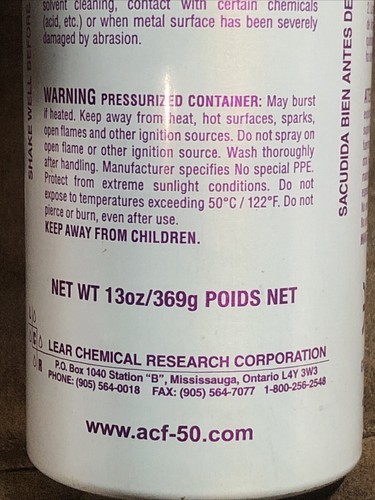 solvent cleaning, contact with certain chemicals
(acid, etc.) or when metal surface has been severely
damaged by abrasion.
WARNING PRESSURIZED CONTAINER: May burst
if heated. Keep away from heat, hot surfaces, sparks,
open flames and other ignition sources. Do not spray on
open flame or other ignition source. Wash thoroughly
after handling. Manufacturer specifies No special PPE.
Protect from extreme sunlight conditions. Do not
expose to temperatures exceeding 50°C / 122°F. Do not
pierce or burn, even after use.
KEEP AWAY FROM CHILDREN.
NET WT 13oz/369g POIDS NET
LEAR CHEMICAL RESEARCH CORPORATION
P.O. Box 1040 Station "B", Mississauga, Ontario L4Y 3W3
PHONE: (905) 564-0018 FAX: (905) 564-7077 1-800-256-2548
www.acf-50.com
SHAKE WELL BEFORE
SACUDIDA BIEN ANTES DE